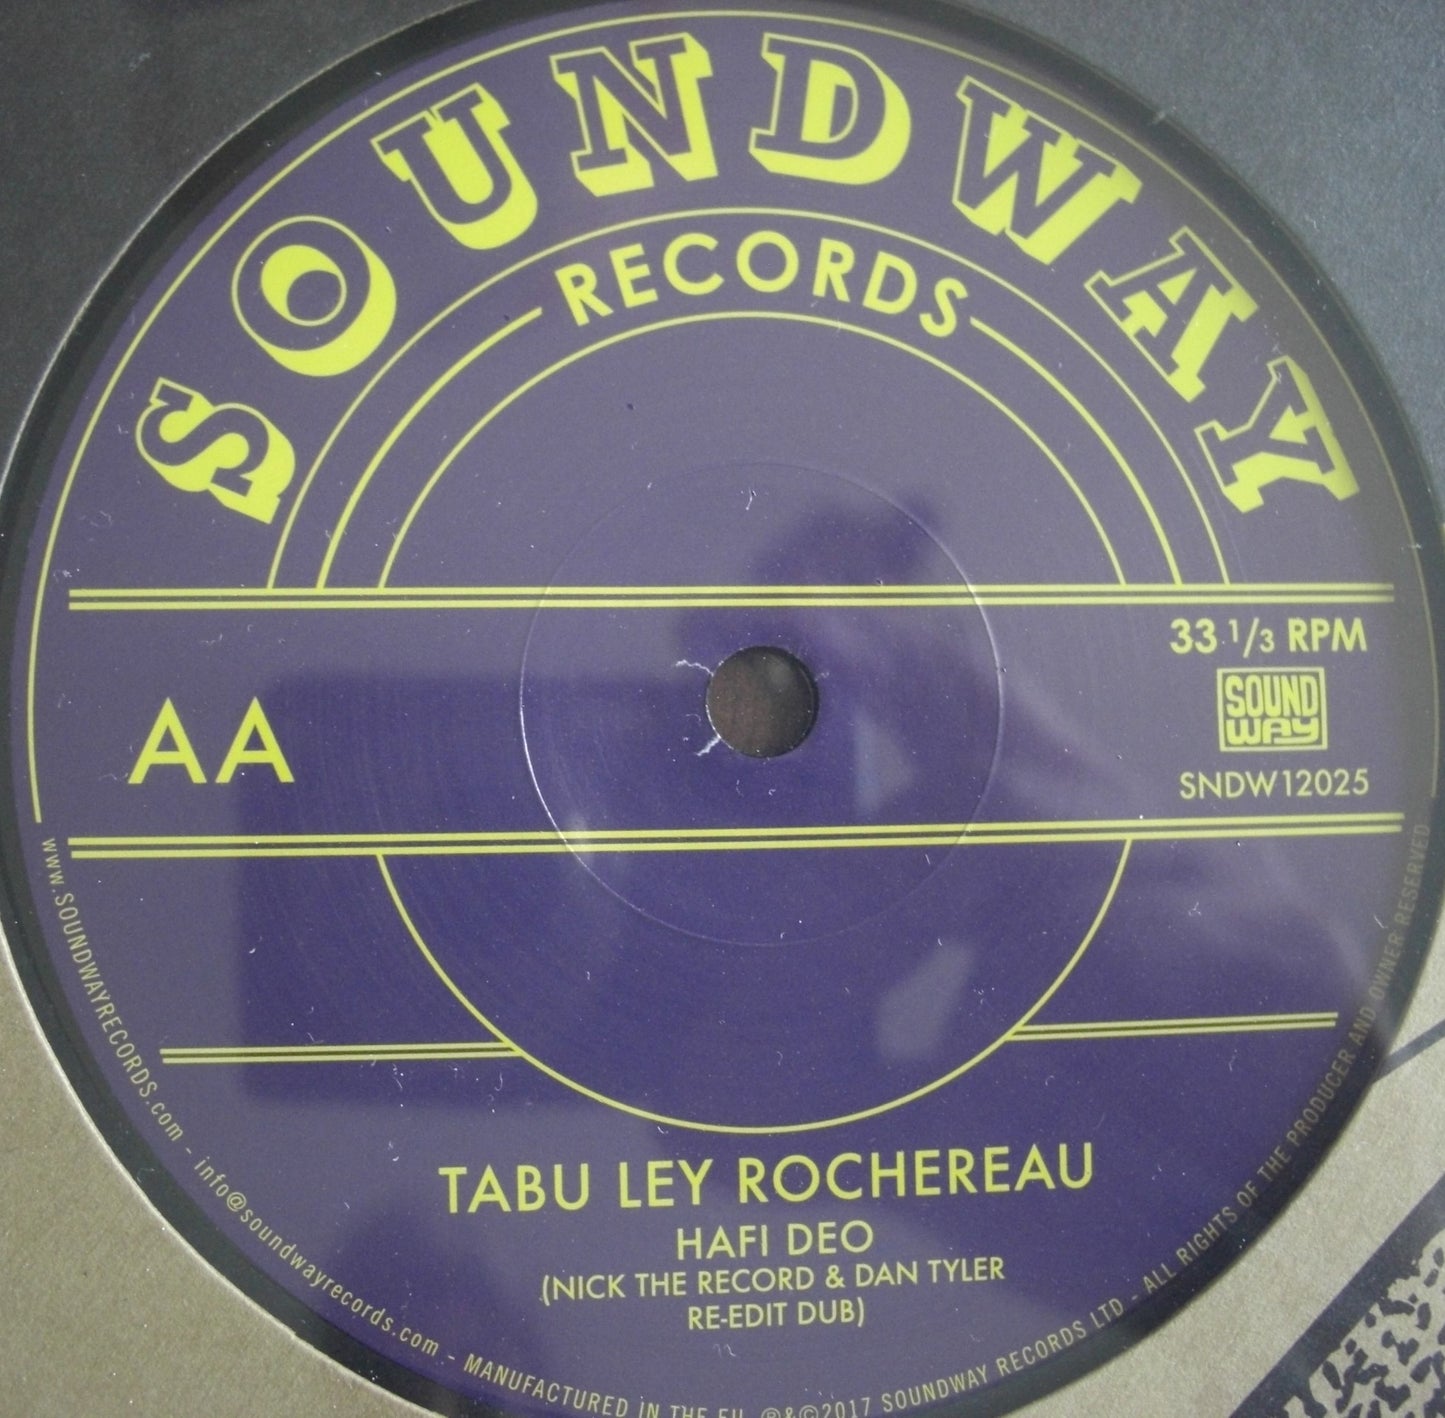 SOUNDWAY
RECORDS
33 1/3 RPM
SOUND
WAY
AA
SNDW12025
TABU LEY ROCHEREAU
HAFI DEO
(NICK THE RECORD & DAN TYLER
RE-EDIT DUB)
www.SOUNDWAYRECORDS.com - info@soundwayrecords.com - MANUFACTURED IN THE EU ℗&©2017 SOUNDWAY RECORDS LTD - ALL RIGHTS OF THE PRODUCER AND OWNER RESERVED